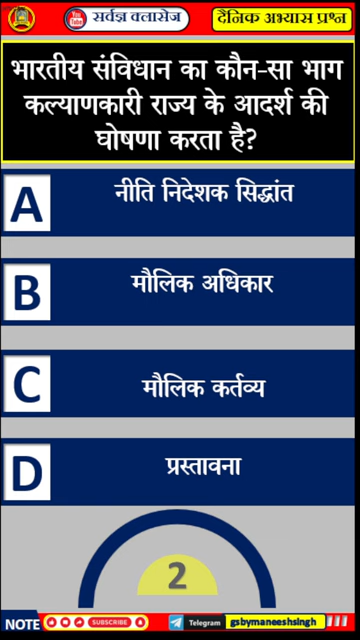 सर्वज्ञ क्लासेज
दैनिक अभ्यास प्रश्न
भारतीय संविधान का कौन-सा भाग
कल्याणकारी राज्य के आदर्श की
घोषणा करता है?
A
नीति निदेशक सिद्धांत
B
मौलिक अधिकार
C
मौलिक कर्तव्य
D
प्रस्तावना
2
NOTE SUBSCRIBE Telegram gsbymaneeshsingh